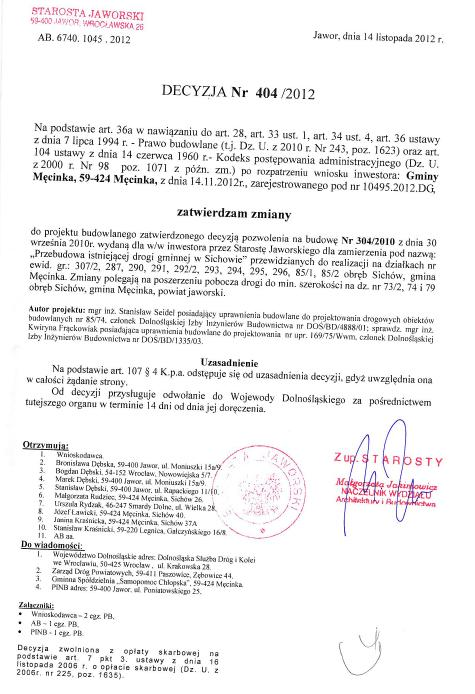 STAROSTA JAWORSKI
59-400 JAWOR, WROCŁAWSKA 26
AB. 6740. 1045 . 2012
Jawor, dnia 14 listopada 2012 r.
DECYZJA Nr 404 /2012
Na podstawie art. 36a w nawiązaniu do art. 28, art. 33 ust. 1, art. 34 ust. 4, art. 36 ustawy
z dnia 7 lipca 1994 r. - Prawo budowlane (t.j. Dz. U. z 2010 r. Nr 243, poz. 1623) oraz art.
104 ustawy z dnia 14 czerwca 1960 r.- Kodeks postępowania administracyjnego (Dz. U.
z 2000 r. Nr 98 poz. 1071 z późn. zm.) po rozpatrzeniu wniosku inwestora: Gminy
Męcinka, 59-424 Męcinka, z dnia 14.11.2012r., zarejestrowanego pod nr 10495.2012.DG,
zatwierdzam zmiany
do projektu budowlanego zatwierdzonego decyzją pozwolenia na budowę Nr 304/2010 z dnia 30
września 2010r. wydaną dla w/w inwestora przez Starostę Jaworskiego dla zamierzenia pod nazwą:
„Przebudowa istniejącej drogi gminnej w Sichowie” przewidzianych do realizacji na działkach nr
ewid. gr.: 307/2, 287, 290, 291, 292/2, 293, 294, 295, 296, 85/1, 85/2 obręb Sichów, gmina
Męcinka. Zmiany polegają na poszerzeniu pobocza drogi do min. szerokości na dz. nr 73/2, 74 i 79
obręb Sichów, gmina Męcinka, powiat jaworski.
Autor projektu: mgr inż. Stanisław Seidel posiadający uprawnienia budowlane do projektowania drogowych obiektów
budowlanych nr 85/74, członek Dolnośląskiej Izby Inżynierów Budownictwa nr DOŚ/BD/4888/01; sprawdz. mgr inż.
Kwiryna Frąckowiak posiadająca uprawnienia budowlane do projektowania nr upr. 169/75/Wwm, członek Dolnośląskiej
Izby Inżynierów Budownictwa nr DOŚ/BD/1335/03.
Uzasadnienie
Na podstawie art. 107 § 4 K.p.a. odstępuje się od uzasadnienia decyzji, gdyż uwzględnia ona
w całości żądanie strony.
Od decyzji przysługuje odwołanie do Wojewody Dolnośląskiego za pośrednictwem
tutejszego organu w terminie 14 dni od dnia jej doręczenia.
Otrzymują:
1. Wnioskodawca.
2. Bronisława Dębska, 59-400 Jawor, ul. Moniuszki 15a/9.
3. Bogdan Dębski, 54-152 Wrocław, Nowowiejska 5/7.
4. Marek Dębski, 59-400 Jawor, ul. Moniuszki 15a/9.
5. Stanisław Dębski, 59-400 Jawor, ul. Rapackiego 11/10.
6. Małgorzata Rudziec, 59-424 Męcinka, Sichów 26.
7. Urszula Rydzak, 46-247 Smardy Dolne, ul. Wielka 28.
8. Józef Ławicki, 59-424 Męcinka, Sichów 40.
9. Janina Kraśnicka, 59-424 Męcinka, Sichów 37A
10. Stanisław Kraśnicki, 59-220 Legnica, Gałczyńskiego 16/8.
11. AB aa.
Do wiadomości:
1. Województwo Dolnośląskie adres: Dolnośląska Służba Dróg i Kolei
we Wrocławiu, 50-425 Wrocław , ul. Krakowska 28.
2. Zarząd Dróg Powiatowych, 59-411 Paszowice, Zębowice 44.
3. Gminna Spółdzielnia „Samopomoc Chłopska”, 59-424 Męcinka.
4. PINB adres: 59-400 Jawor, ul. Poniatowskiego 25.
Załączniki:
• Wnioskodawca – 2 egz. PB.
• AB – 1 egz. PB.
• PINB - 1 egz. PB.
Decyzja zwolniona z opłaty skarbowej na
podstawie art. 7 pkt 3. ustawy z dnia 16
listopada 2006 r. o opłacie skarbowej (Dz. U. z
2006r. nr 225, poz. 1635).
Z up. STAROSTY
Małgorzata Jakimowicz
NACZELNIK WYDZIAŁU
Architektury i Budownictwa